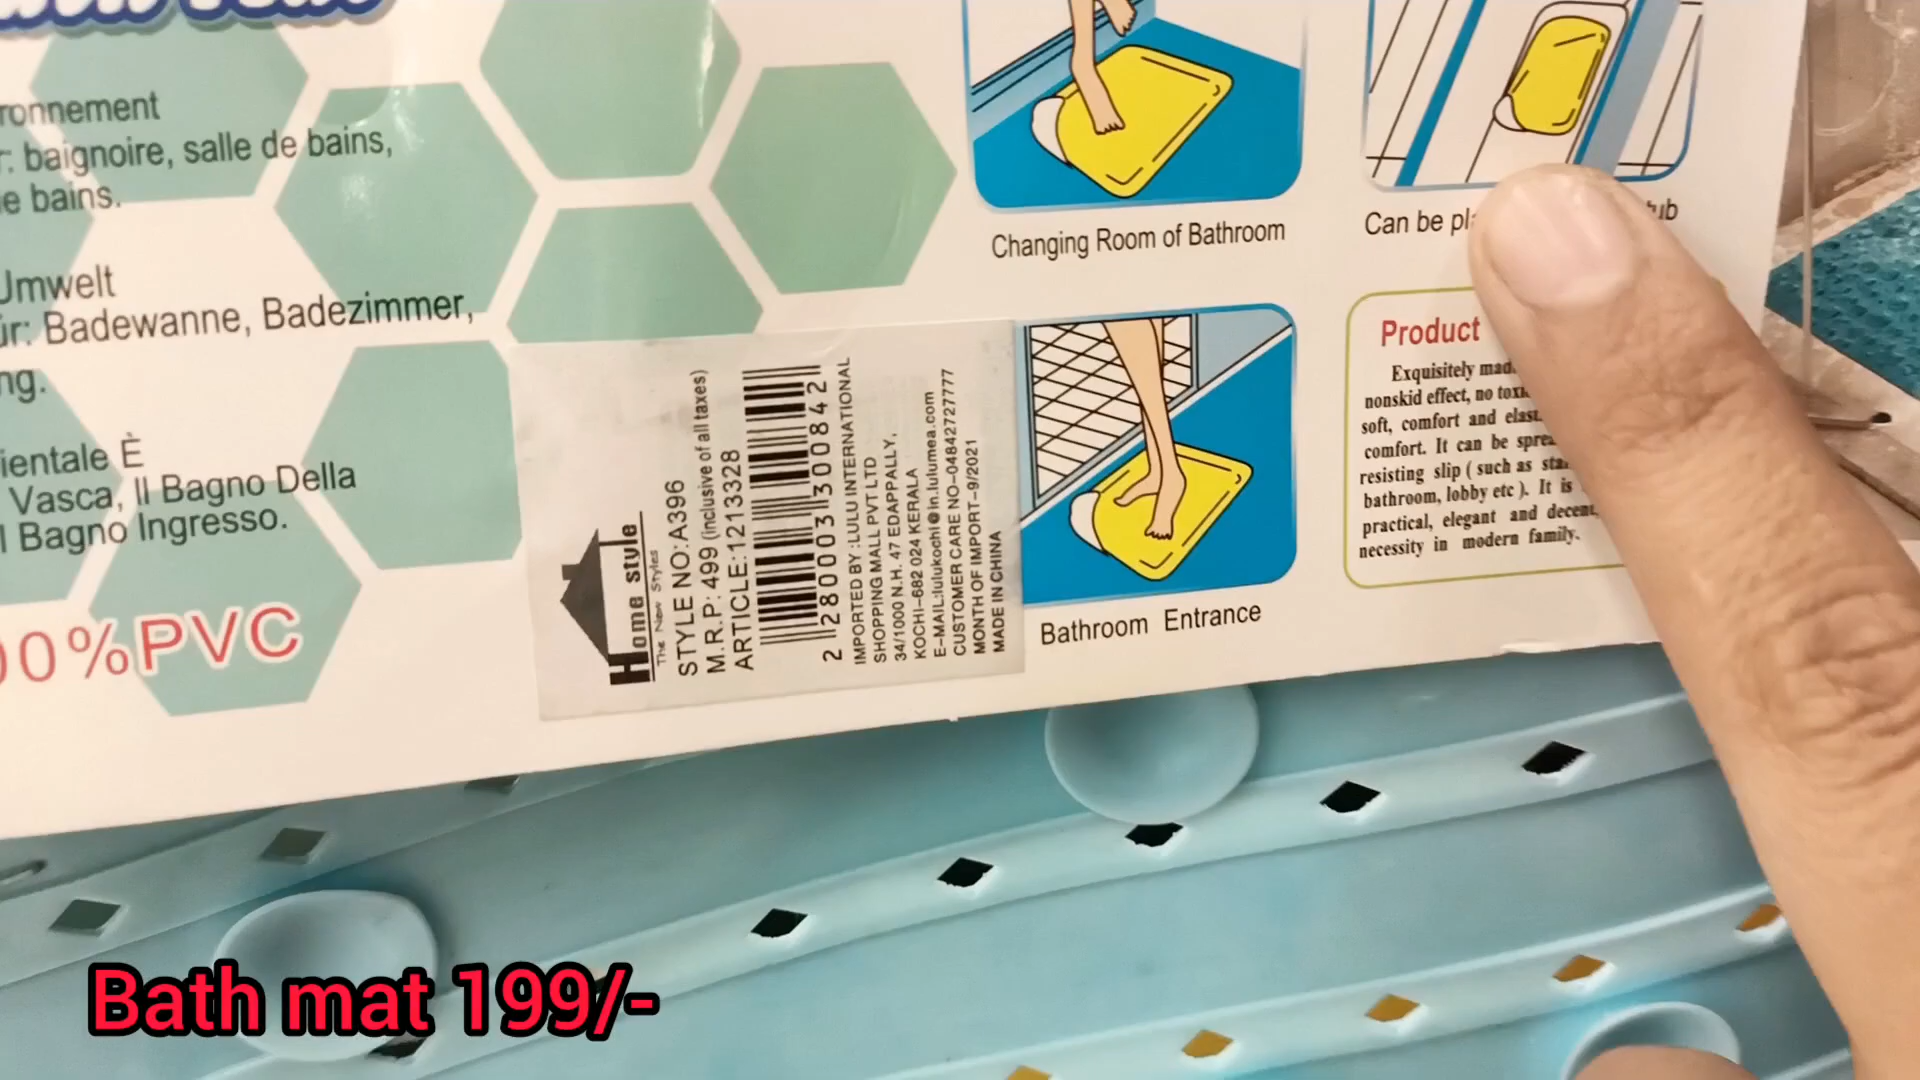 ronnement
r: baignoire, salle de bains,
e bains.
Umwelt
ür: Badewanne, Badezimmer,
ng.
ientale È
Vasca, Il Bagno Della
l Bagno Ingresso.
00%PVC
Home style
The New Styles
STYLE NO:A396
M.R.P: 499 (inclusive of all taxes)
ARTICLE:1213328
2 280003 300842
IMPORTED BY :LULU INTERNATIONAL
SHOPPING MALL PVT LTD
34/1000 N.H. 47 EDAPPALLY,
KOCHI-682 024 KERALA
E-MAIL:lulukochi@in.lulumea.com
CUSTOMER CARE NO-04842727777
MONTH OF IMPORT-9/2021
MADE IN CHINA
Changing Room of Bathroom
Can be pl
ub
Bathroom Entrance
Product
Exquisitely mad
nonskid effect, no tox
soft, comfort and elas
comfort. It can be spre
resisting slip ( such as sta
bathroom, lobby etc ). It is
practical, elegant and decen
necessity in modern family.
Bath mat 199/-